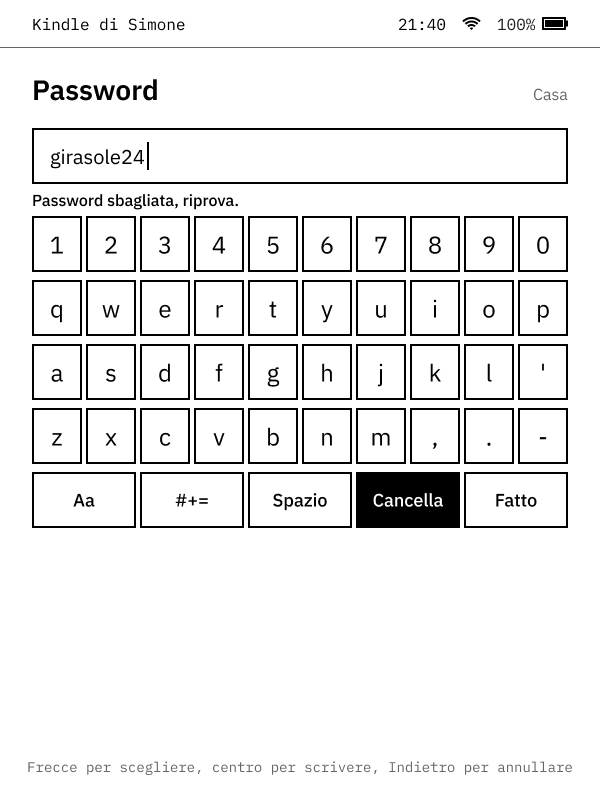 Kindle di Simone 21:40 100%
Password Casa
girasole24
Password sbagliata, riprova.
1 2 3 4 5 6 7 8 9 0
q w e r t y u i o p
a s d f g h j k l '
z x c v b n m , . -
Aa #+= Spazio Cancella Fatto
Frecce per scegliere, centro per scrivere, Indietro per annullare